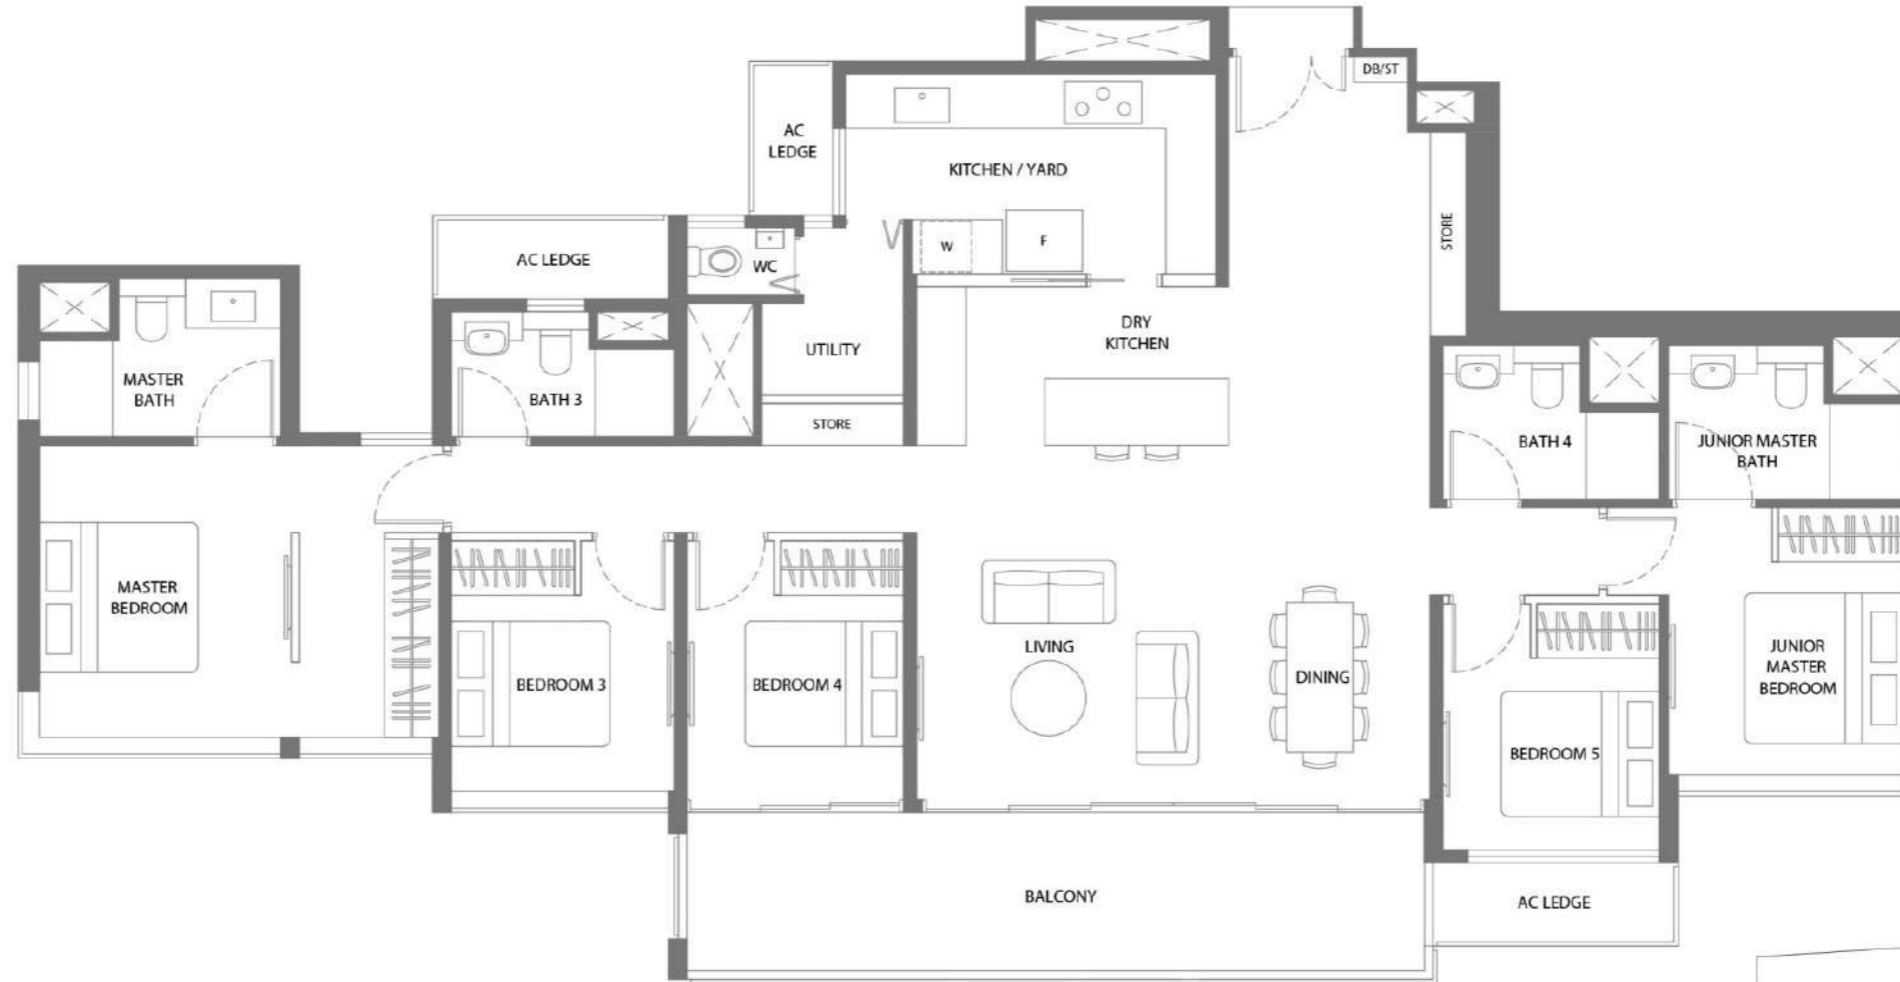 DB/ST
AC
LEDGE
KITCHEN / YARD
STORE
W
F
AC LEDGE
WC
DRY
KITCHEN
UTILITY
MASTER
BATH
BATH 3
STORE
BATH 4
JUNIOR MASTER
BATH
MASTER
BEDROOM
LIVING
DINING
BEDROOM 3
BEDROOM 4
JUNIOR
MASTER
BEDROOM
BEDROOM 5
BALCONY
AC LEDGE